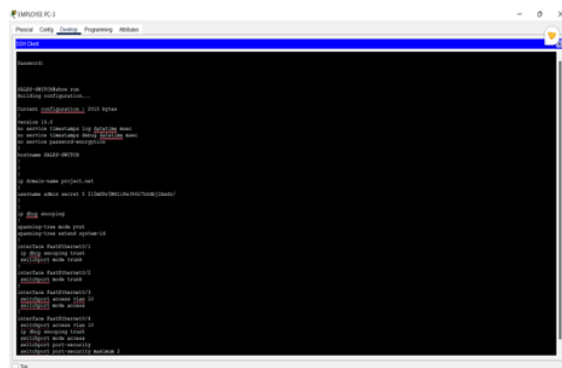 EMPLOYEE PC-3
Physical Config Desktop Programming Attributes
SSH Client
Password:
SALES-SWITCH#show run
Building configuration...
Current configuration : 2025 bytes
!
version 15.0
no service timestamps log datetime msec
no service timestamps debug datetime msec
no service password-encryption
!
hostname SALES-SWITCH
!
!
!
ip domain-name project.net
!
username admin secret 5
!
!
ip dhcp snooping
!
spanning-tree mode pvst
spanning-tree extend system-id
!
interface FastEthernet0/1
ip dhcp snooping trust
switchport mode trunk
!
interface FastEthernet0/2
switchport mode trunk
!
interface FastEthernet0/3
switchport access vlan 10
switchport mode access
!
interface FastEthernet0/4
switchport access vlan 10
ip dhcp snooping trust
switchport mode access
switchport port-security
switchport port-security maximum 2
Top